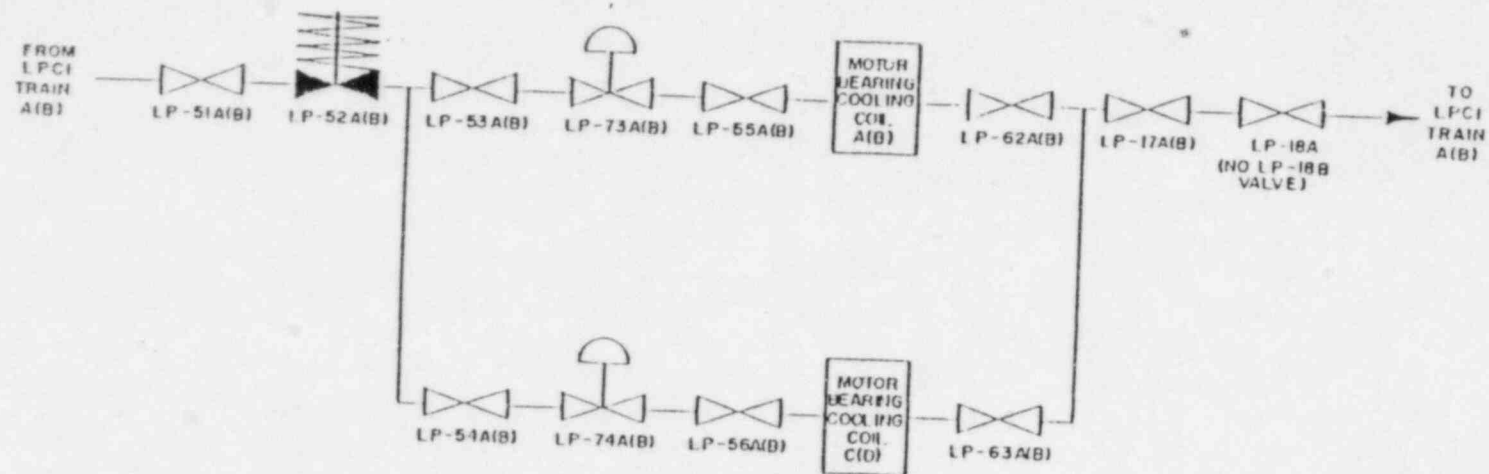 FROM
LPCI
TRAIN
A(B)
LP-51A(B)
LP-52A(B)
LP-53A(B)
LP-73A(B)
LP-55A(B)
MOTOR
BEARING
COOLING
COIL
A(B)
LP-62A(B)
LP-17A(B)
LP-18A
(NO LP-18B
VALVE)
TO
LPCI
TRAIN
A(B)
LP-54A(B)
LP-74A(B)
LP-56A(B)
MOTOR
BEARING
COOLING
COIL
C(D)
LP-63A(B)